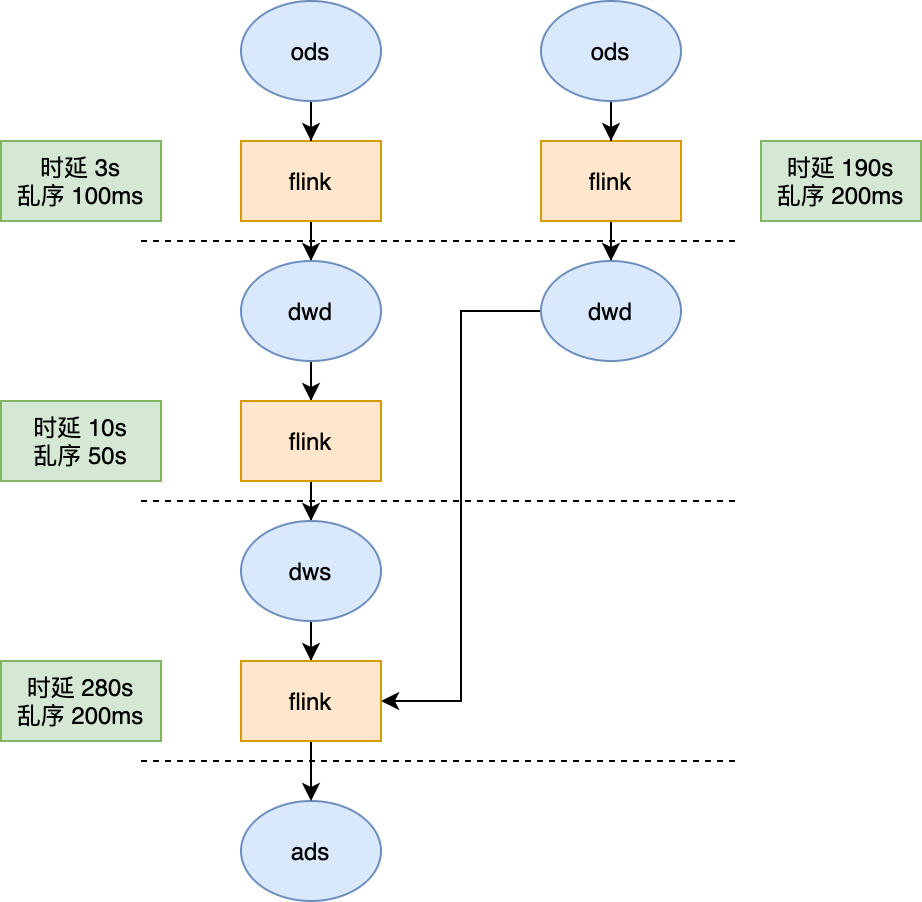 ods
ods
时延 3s
乱序 100ms
flink
flink
时延 190s
乱序 200ms
dwd
dwd
时延 10s
乱序 50s
flink
dws
时延 280s
乱序 200ms
flink
ads